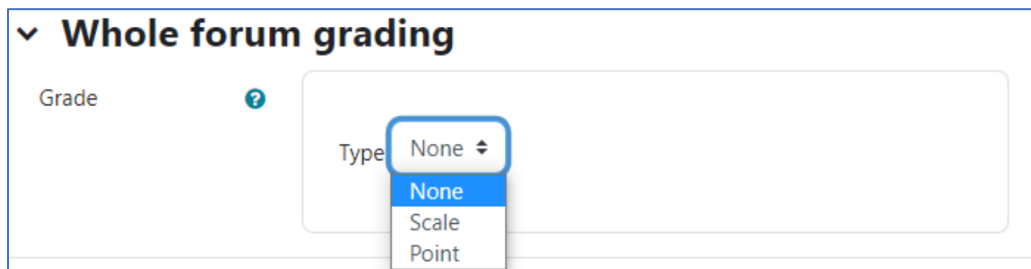 Whole forum grading
Grade
Type None
None
Scale
Point